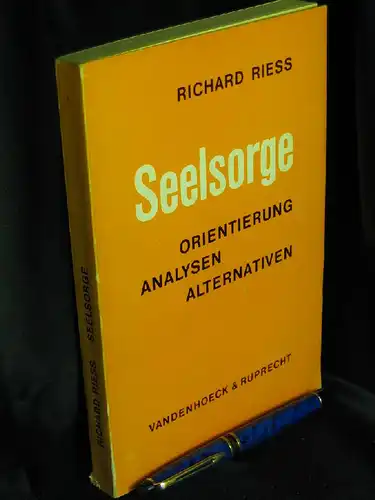 RICHARD RIESS
Seelsorge
ORIENTIERUNG
ANALYSEN
ALTERNATIVEN
VANDENHOECK & RUPRECHT
RICHARD RIESS SEELSORGE